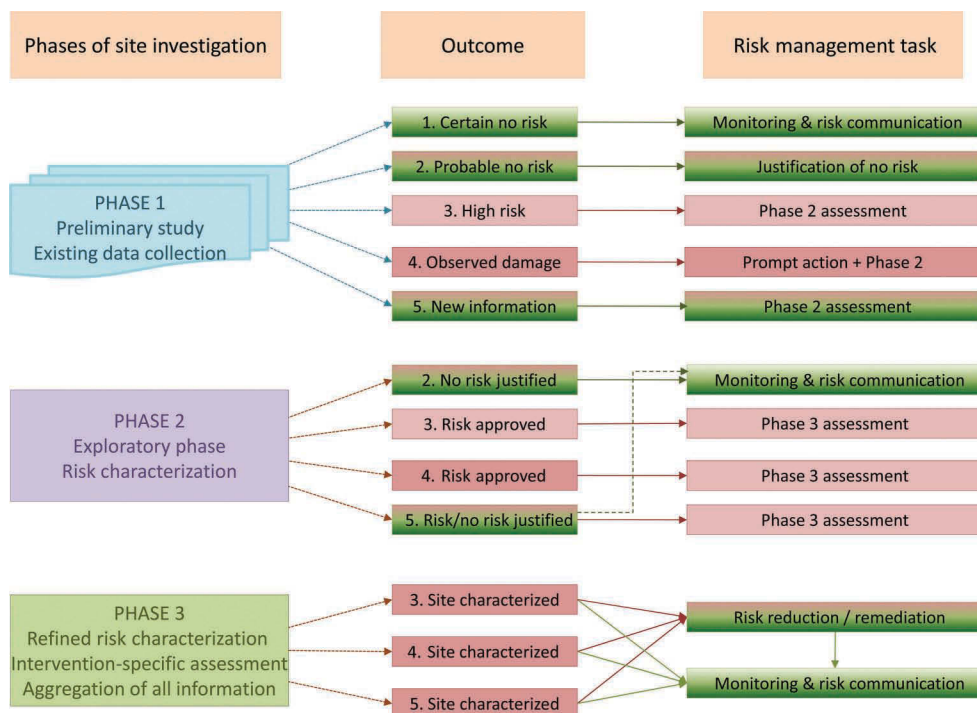 Phases of site investigation
Outcome
Risk management task
PHASE 1
Preliminary study
Existing data collection
1. Certain no risk
Monitoring & risk communication
2. Probable no risk
Justification of no risk
3. High risk
Phase 2 assessment
4. Observed damage
Prompt action + Phase 2
5. New information
Phase 2 assessment
PHASE 2
Exploratory phase
Risk characterization
2. No risk justified
Monitoring & risk communication
3. Risk approved
Phase 3 assessment
4. Risk approved
Phase 3 assessment
5. Risk/no risk justified
Phase 3 assessment
PHASE 3
Refined risk characterization
Intervention-specific assessment
Aggregation of all information
3. Site characterized
Risk reduction / remediation
4. Site characterized
Monitoring & risk communication
5. Site characterized